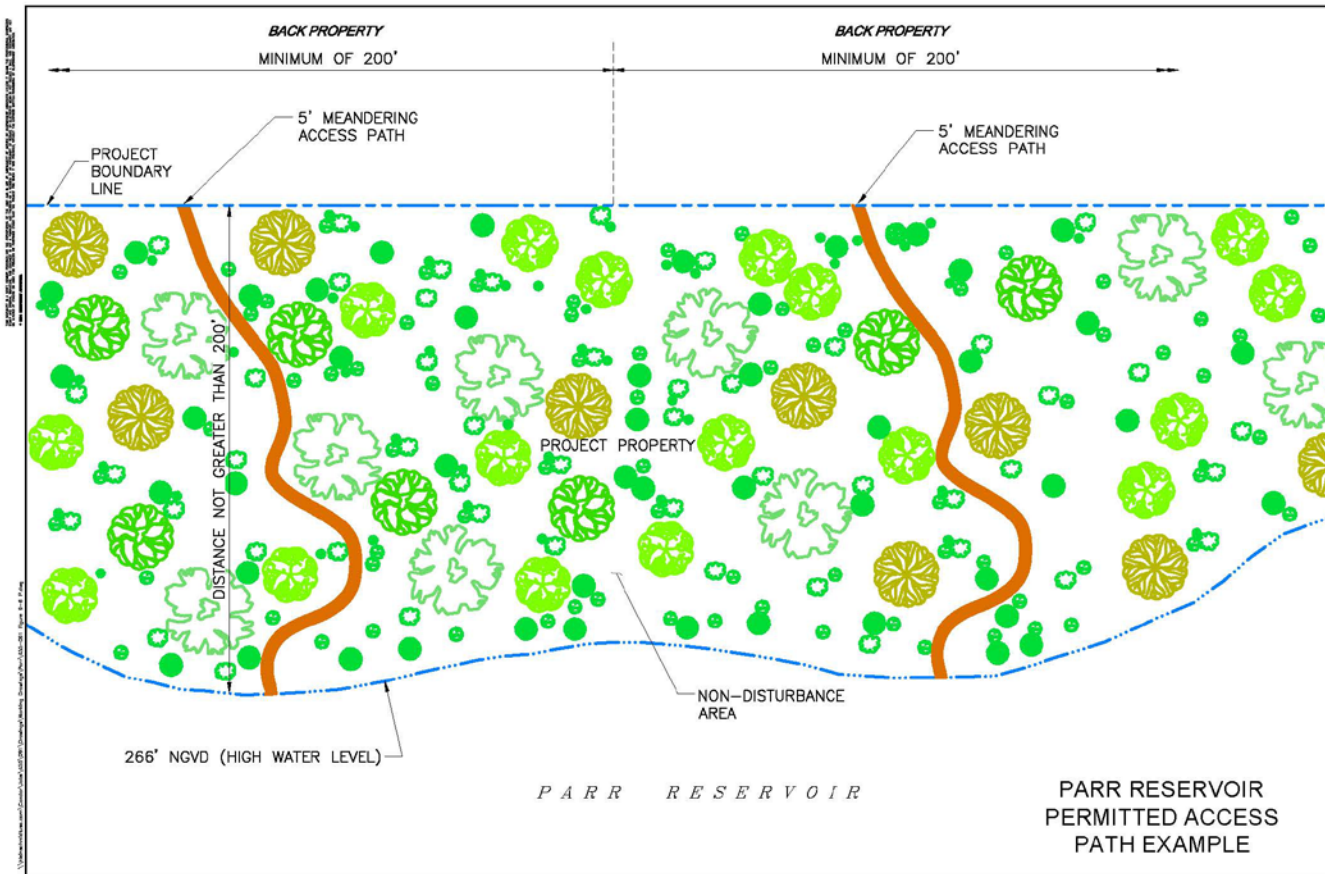 BACK PROPERTY
MINIMUM OF 200'
BACK PROPERTY
MINIMUM OF 200'
5' MEANDERING
ACCESS PATH
5' MEANDERING
ACCESS PATH
PROJECT
BOUNDARY
LINE
DISTANCE NOT GREATER THAN 200'
PROJECT PROPERTY
NON-DISTURBANCE
AREA
266' NGVD (HIGH WATER LEVEL)
PARR RESERVOIR
PARR RESERVOIR
PERMITTED ACCESS
PATH EXAMPLE